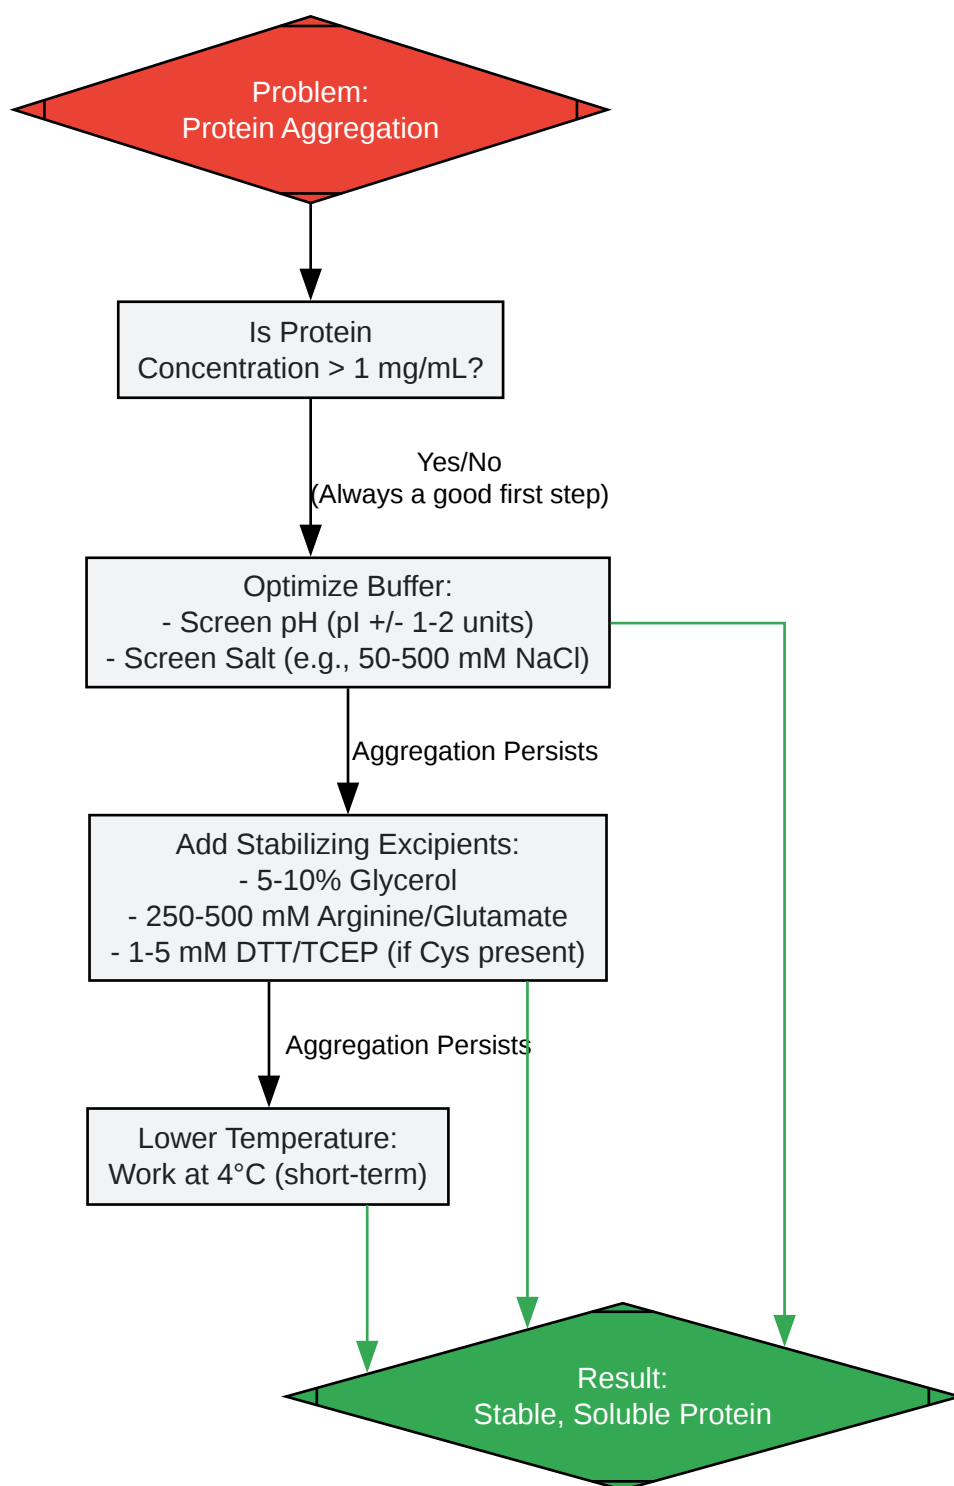 Problem:
Protein Aggregation
Is Protein
Concentration > 1 mg/mL?
Yes/No
(Always a good first step)
Optimize Buffer:
- Screen pH (pI +/- 1-2 units)
- Screen Salt (e.g., 50-500 mM NaCl)
Aggregation Persists
Add Stabilizing Excipients:
- 5-10% Glycerol
- 250-500 mM Arginine/Glutamate
- 1-5 mM DTT/TCEP (if Cys present)
Aggregation Persists
Lower Temperature:
Work at 4°C (short-term)
Result:
Stable, Soluble Protein